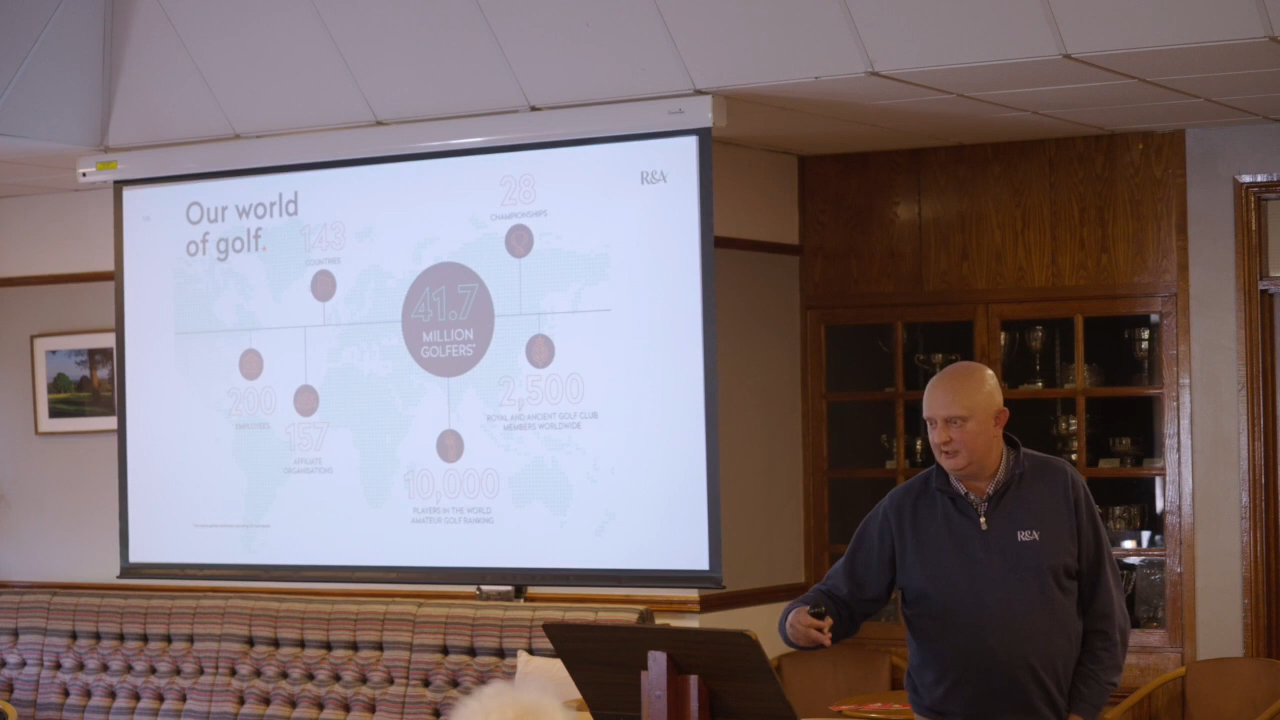 Our world
of golf.
R&A
28
CHAMPIONSHIPS
143
COUNTRIES
41.7
MILLION
GOLFERS*
200
EMPLOYEES
157
AFFILIATE
ORGANISATIONS
2,500
ROYAL AND ANCIENT GOLF CLUB
MEMBERS WORLDWIDE
10,000
PLAYERS IN THE WORLD
AMATEUR GOLF RANKING
R&A